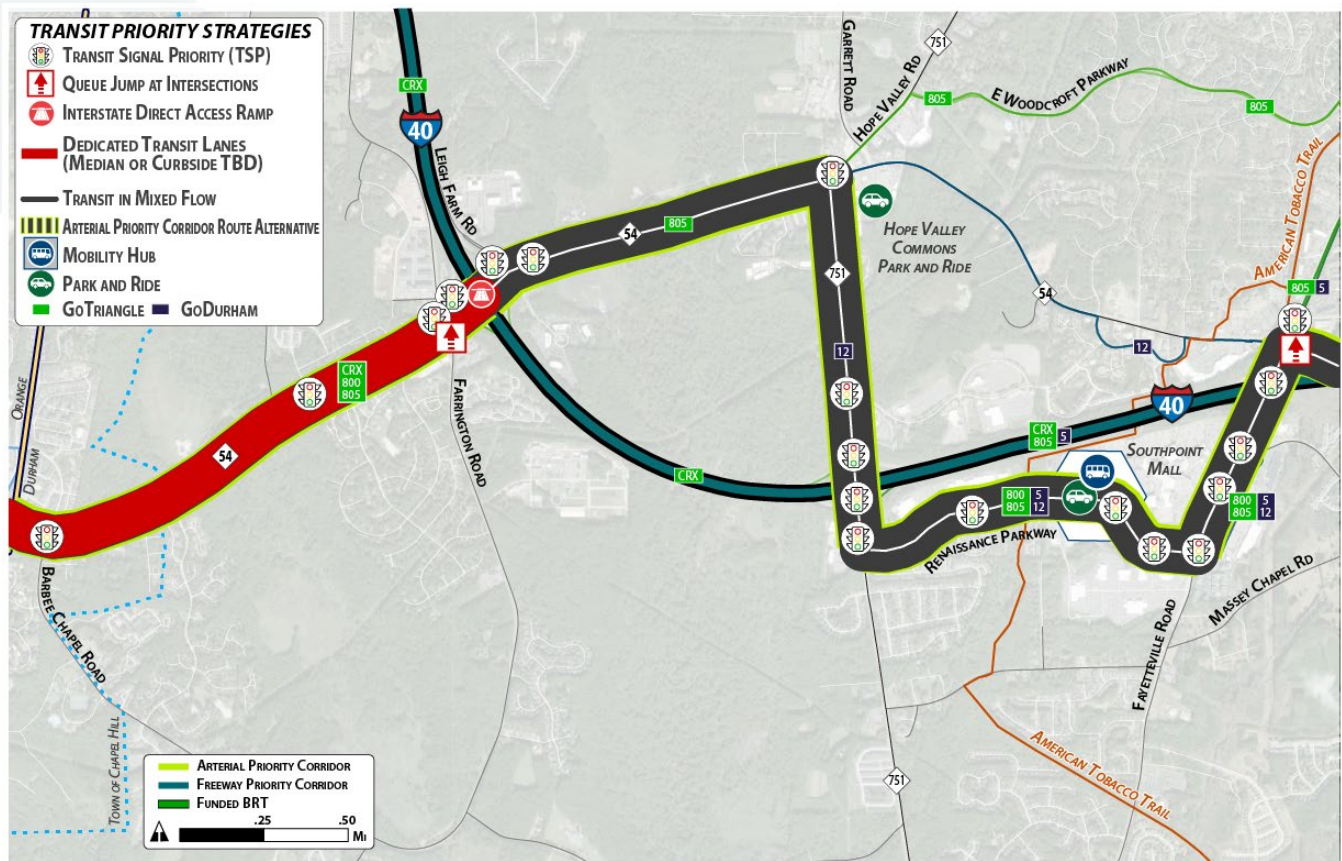 TRANSIT PRIORITY STRATEGIES
TRANSIT SIGNAL PRIORITY (TSP)
QUEUE JUMP AT INTERSECTIONS
INTERSTATE DIRECT ACCESS RAMP
DEDICATED TRANSIT LANES
(MEDIAN OR CURBSIDE TBD)
TRANSIT IN MIXED FLOW
ARTERIAL PRIORITY CORRIDOR ROUTE ALTERNATIVE
MOBILITY HUB
PARK AND RIDE
GOTRIANGLE GODURHAM
CRX
40
LEIGH FARM RD
GARRETT ROAD
HOPE VALLEY RD
751
805
E WOODCROFT PARKWAY
805
AMERICAN TOBACCO TRAIL
54
805
751
HOPE VALLEY
COMMONS
PARK AND RIDE
54
805 5
12
12
40
CRX
800
805
54
ORANGE
DURHAM
FARRINGTON ROAD
CRX
CRX
805 5
SOUTHPOINT
MALL
800
805
5
12
800
805
5
12
RENAISSANCE PARKWAY
MASSEY CHAPEL RD
FAYETTEVILLE ROAD
BARBEE CHAPEL ROAD
TOWN OF CHAPEL HILL
AMERICAN TOBACCO TRAIL
751
ARTERIAL PRIORITY CORRIDOR
FREEWAY PRIORITY CORRIDOR
FUNDED BRT
.25 .50
MI